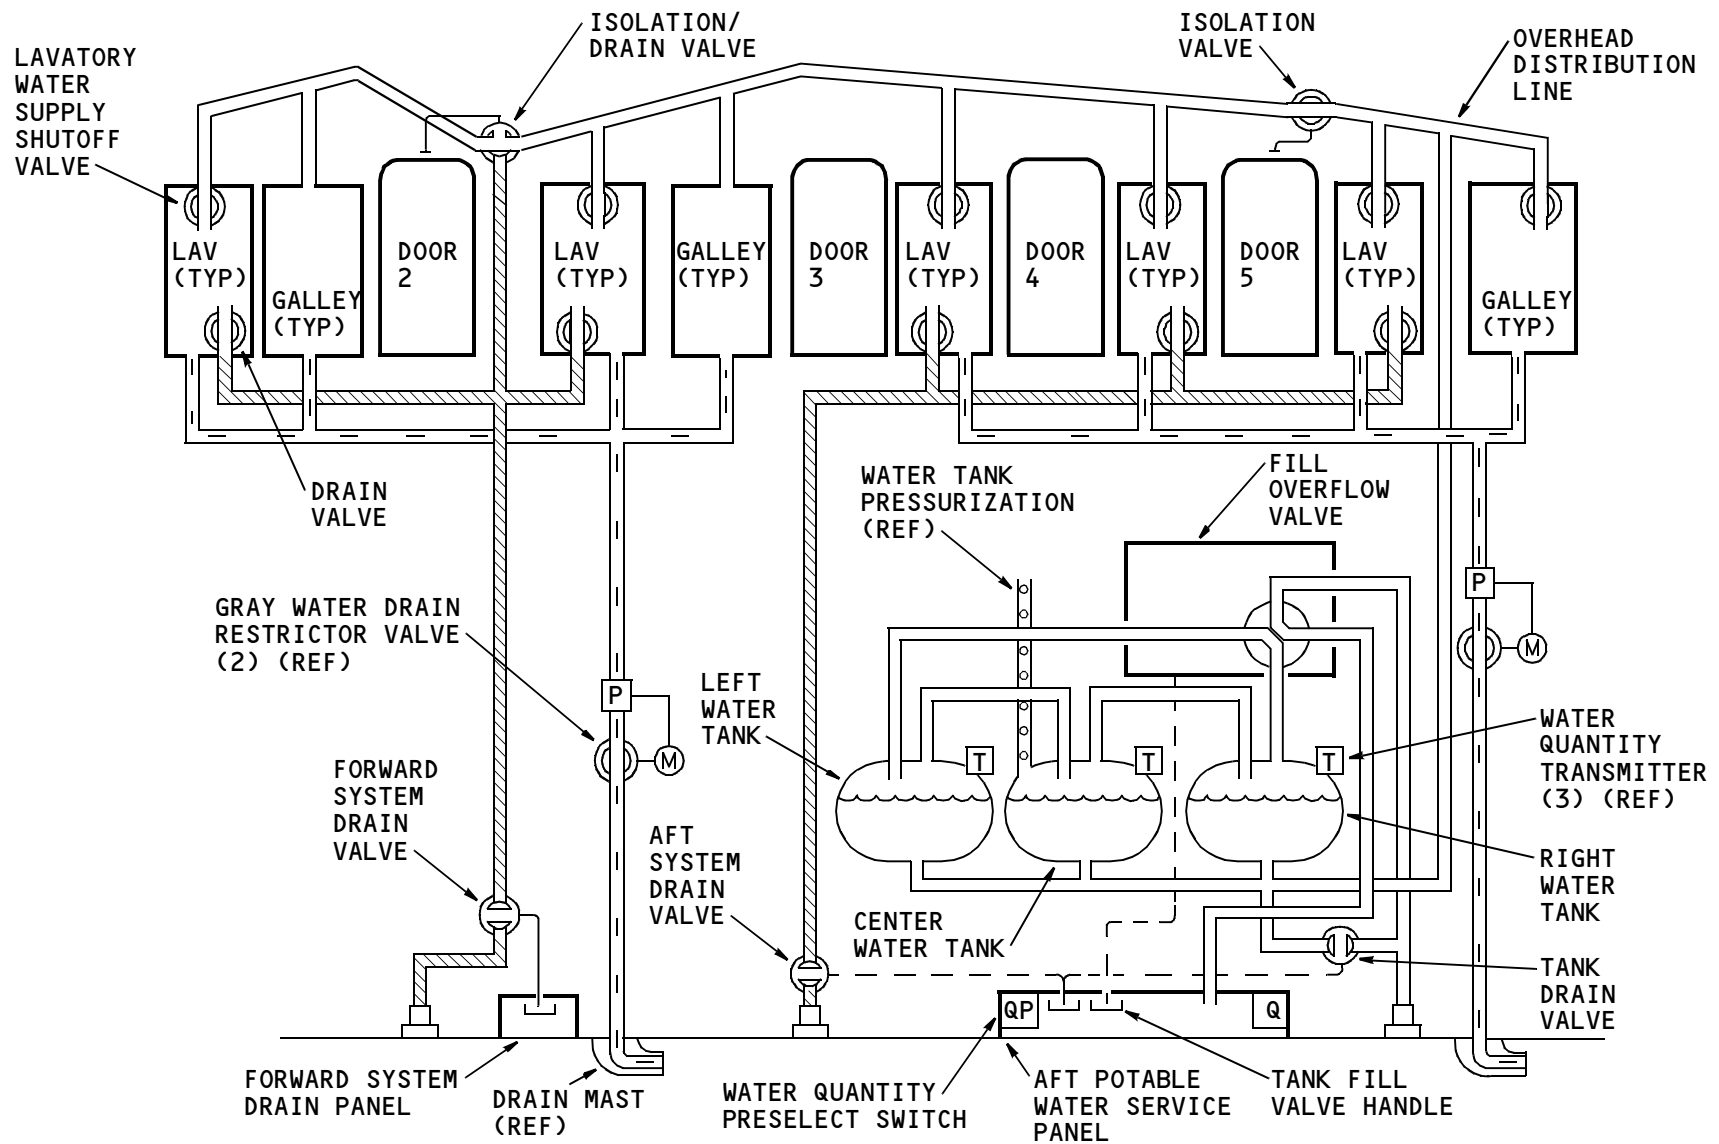 ISOLATION/
DRAIN VALVE
ISOLATION
VALVE
OVERHEAD
DISTRIBUTION
LINE
LAVATORY
WATER
SUPPLY
SHUTOFF
VALVE
LAV
(TYP)
GALLEY
(TYP)
DOOR
2
LAV
(TYP)
GALLEY
(TYP)
DOOR
3
LAV
(TYP)
DOOR
4
LAV
(TYP)
DOOR
5
LAV
(TYP)
GALLEY
(TYP)
DRAIN
VALVE
WATER TANK
PRESSURIZATION
(REF)
FILL
OVERFLOW
VALVE
GRAY WATER DRAIN
RESTRICTOR VALVE
(2) (REF)
P
M
P
M
LEFT
WATER
TANK
T
T
T
WATER
QUANTITY
TRANSMITTER
(3) (REF)
FORWARD
SYSTEM
DRAIN
VALVE
AFT
SYSTEM
DRAIN
VALVE
CENTER
WATER TANK
RIGHT
WATER
TANK
TANK
DRAIN
VALVE
QP
Q
FORWARD SYSTEM
DRAIN PANEL
DRAIN MAST
(REF)
WATER QUANTITY
PRESELECT SWITCH
AFT POTABLE
WATER SERVICE
PANEL
TANK FILL
VALVE HANDLE